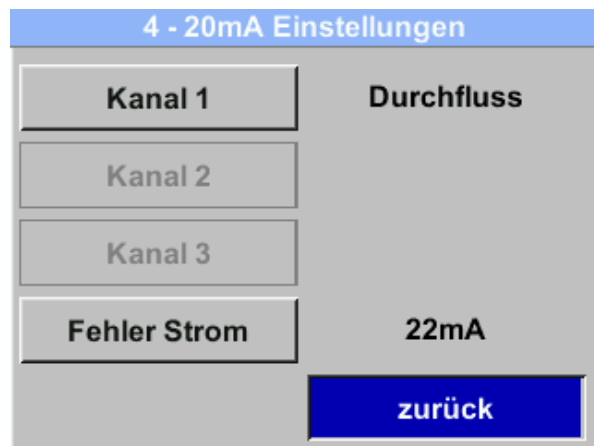 4 - 20mA Einstellungen
Kanal 1 Durchfluss
Kanal 2
Kanal 3
Fehler Strom 22mA
zurück